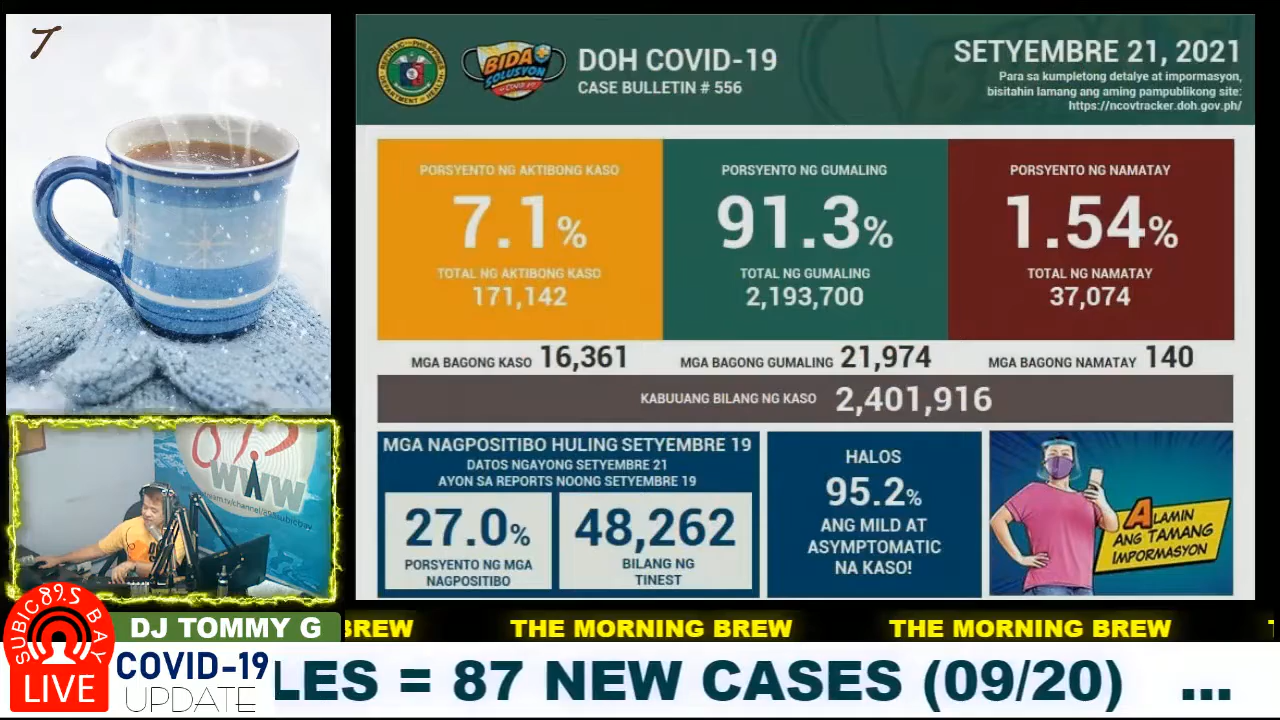 T
DOH COVID-19
CASE BULLETIN # 556
SETYEMBRE 21, 2021
Para sa kumpletong detalye at impormasyon,
bisitahin lamang ang aming pampublikong site:
https://ncovtracker.doh.gov.ph/
BIDA
SOLUSYON
REPUBLIC PHILIPPINES
DEPARTMENT OF HEALTH
PORSYENTO NG AKTIBONG KASO
7.1%
TOTAL NG AKTIBONG KASO
171,142
PORSYENTO NG GUMALING
91.3%
TOTAL NG GUMALING
2,193,700
PORSYENTO NG NAMATAY
1.54%
TOTAL NG NAMATAY
37,074
MGA BAGONG KASO 16,361
MGA BAGONG GUMALING 21,974
MGA BAGONG NAMATAY 140
KABUUANG BILANG NG KASO 2,401,916
MGA NAGPOSITIBO HULING SETYEMBRE 19
DATOS NGAYONG SETYEMBRE 21
AYON SA REPORTS NOONG SETYEMBRE 19
27.0%
PORSYENTO NG MGA
NAGPOSITIBO
48,262
BILANG NG
TINEST
HALOS
95.2%
ANG MILD AT
ASYMPTOMATIC
NA KASO!
ALAMIN
ANG TAMANG
IMPORMASYON
WWW
SUBIC 89.5 BAY
LIVE
DJ TOMMY G
BREW
THE MORNING BREW
THE MORNING BREW
COVID-19
UPDATE
LES = 87 NEW CASES (09/20) ...